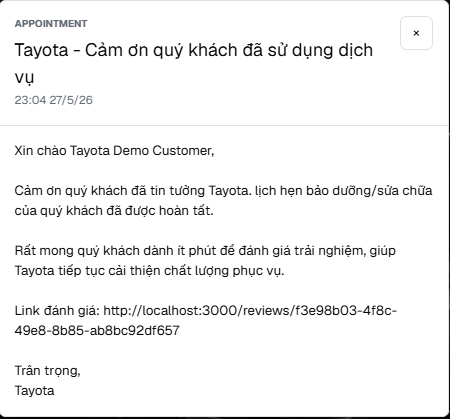 APPOINTMENT
Tayota - Cảm ơn quý khách đã sử dụng dịch
vụ
23:04 27/5/26
×
Xin chào Tayota Demo Customer,
Cảm ơn quý khách đã tin tưởng Tayota. lịch hẹn bảo dưỡng/sửa chữa
của quý khách đã được hoàn tất.
Rất mong quý khách dành ít phút để đánh giá trải nghiệm, giúp
Tayota tiếp tục cải thiện chất lượng phục vụ.
Link đánh giá: http://localhost:3000/reviews/f3e98b03-4f8c-
49e8-8b85-ab8bc92df657
Trân trọng,
Tayota